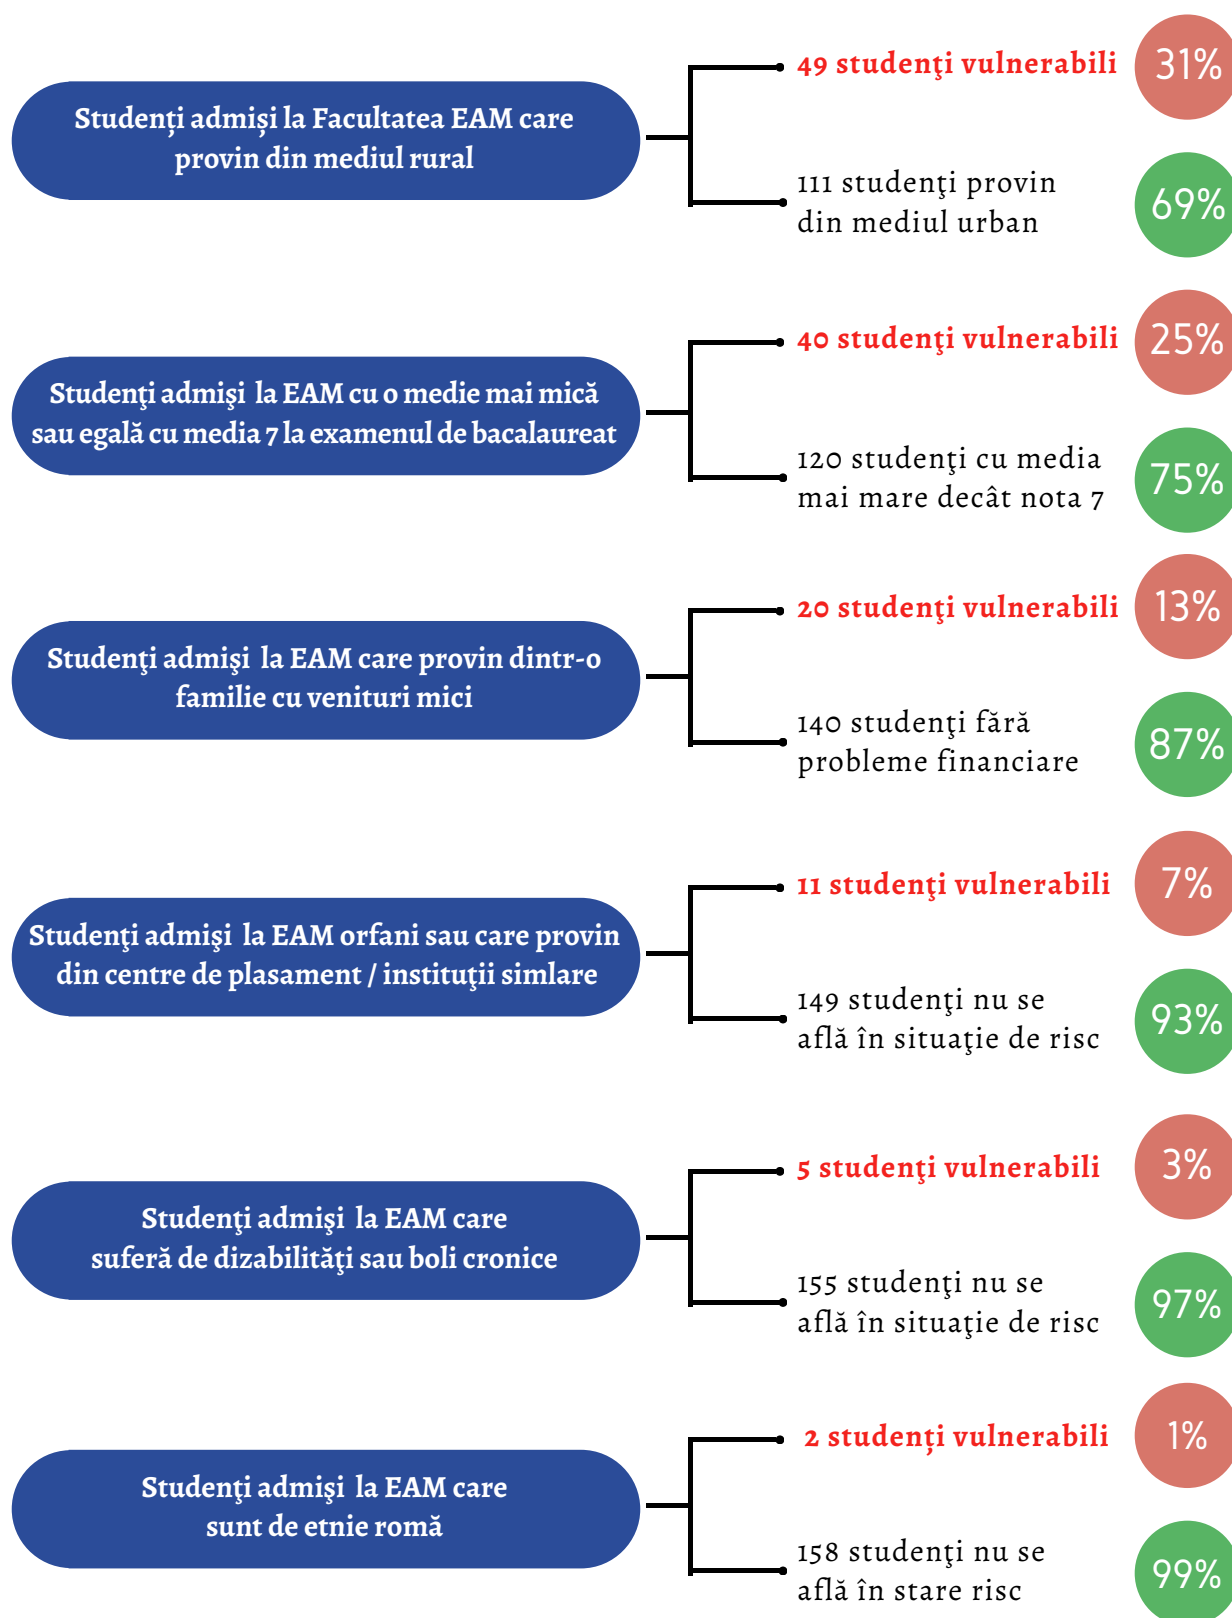 49 studenţi vulnerabili
31%
Studenți admiși la Facultatea EAM care
provin din mediul rural
111 studenţi provin
din mediul urban
69%
40 studenţi vulnerabili
25%
Studenţi admişi la EAM cu o medie mai mică
sau egală cu media 7 la examenul de bacalaureat
120 studenţi cu media
mai mare decât nota 7
75%
20 studenţi vulnerabili
13%
Studenţi admişi la EAM care provin dintr-o
familie cu venituri mici
140 studenţi fără
probleme financiare
87%
11 studenţi vulnerabili
7%
Studenţi admişi la EAM orfani sau care provin
din centre de plasament / instituţii simlare
149 studenţi nu se
află în situaţie de risc
93%
5 studenţi vulnerabili
3%
Studenţi admişi la EAM care
suferă de dizabilităţi sau boli cronice
155 studenţi nu se
află în situaţie de risc
97%
2 studenţi vulnerabili
1%
Studenţi admişi la EAM care
sunt de etnie romă
158 studenţi nu se
află în stare risc
99%